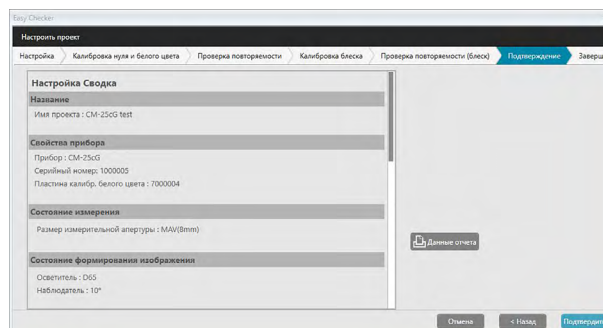 Easy Checker
Настроить проект
Настройка Калибровка нуля и белого цвета Проверка повторяемости Калибровка блеска Проверка повторяемости (блеск) Подтверждение Заверш
Настройка Сводка
Название
Имя проекта : CM-25cG test
Свойства прибора
Прибор : CM-25cG
Серийный номер: 1000005
Пластина калибр. белого цвета : 7000004
Состояние измерения
Размер измерительной апертуры : MAV(8mm)
Данные отчета
Состояние формирования изображения
Осветитель : D65
Наблюдатель : 10°
Отмена < Назад Подтвердить